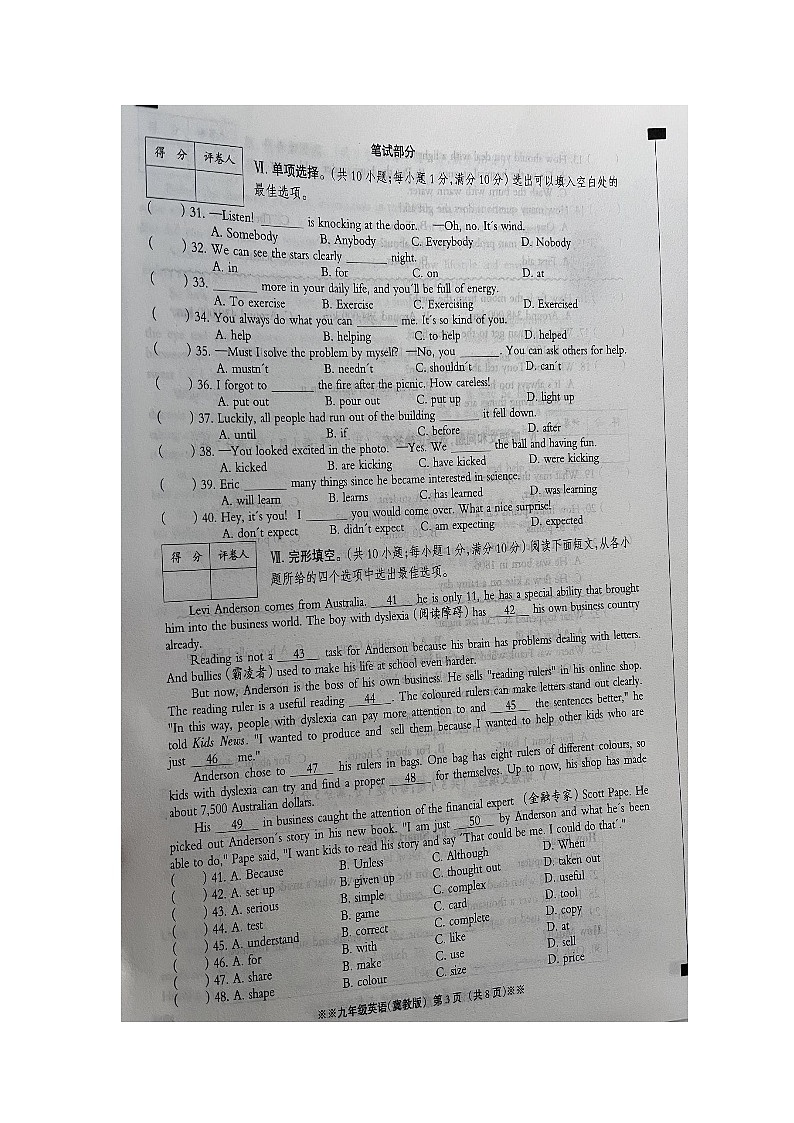 笔试部分
得 分 评卷人
Ⅵ. 单项选择。(共 10 小题;每小题 1 分,满分 10 分) 选出可以填入空白处的
最佳选项。
( ) 31. —Listen! ______ is knocking at the door. —Oh, no. It's wind.
A. Somebody B. Anybody C. Everybody D. Nobody
( ) 32. We can see the stars clearly ______ night.
A. in B. for C. on D. at
( ) 33. ______ more in your daily life, and you'll be full of energy.
A. To exercise B. Exercise C. Exercising D. Exercised
( ) 34. You always do what you can ______ me. It's so kind of you.
A. help B. helping C. to help D. helped
( ) 35. —Must I solve the problem by myself? —No, you ______. You can ask others for help.
A. mustn't B. needn't C. shouldn't D. can't
( ) 36. I forgot to ______ the fire after the picnic. How careless!
A. put out B. pour out C. put up D. light up
( ) 37. Luckily, all people had run out of the building ______ it fell down.
A. until B. if C. before D. after
( ) 38. —You looked excited in the photo. —Yes. We ______ the ball and having fun.
A. kicked B. are kicking C. have kicked D. were kicking
( ) 39. Eric ______ many things since he became interested in science.
A. will learn B. learns C. has learned D. was learning
( ) 40. Hey, it's you! I ______ you would come over. What a nice surprise!
A. don't expect B. didn't expect C. am expecting D. expected
得 分 评卷人
Ⅶ. 完形填空。(共 10 小题;每小题 1 分,满分 10 分) 阅读下面短文,从各小
题所给的四个选项中选出最佳选项。
Levi Anderson comes from Australia. 41 he is only 11, he has a special ability that brought
him into the business world. The boy with dyslexia (阅读障碍) has 42 his own business country
already.
Reading is not a 43 task for Anderson because his brain has problems dealing with letters.
And bullies (霸凌者) used to make his life at school even harder.
But now, Anderson is the boss of his own business. He sells "reading rulers" in his online shop.
The reading ruler is a useful reading 44 . The coloured rulers can make letters stand out clearly.
"In this way, people with dyslexia can pay more attention to and 45 the sentences better," he
told Kids News. "I wanted to produce and sell them because I wanted to help other kids who are
just 46 me."
Anderson chose to 47 his rulers in bags. One bag has eight rulers of different colours, so
kids with dyslexia can try and find a proper 48 for themselves. Up to now, his shop has made
about 7,500 Australian dollars.
His 49 in business caught the attention of the financial expert (金融专家) Scott Pape. He
picked out Anderson's story in his new book. "I am just 50 by Anderson and what he's been
able to do," Pape said, "I want kids to read his story and say 'That could be me. I could do that'."
( ) 41. A. Because B. Unless C. Although D. When
( ) 42. A. set up B. given up C. thought out D. taken out
( ) 43. A. serious B. simple C. complex D. useful
( ) 44. A. test B. game C. card D. tool
( ) 45. A. understand B. correct C. complete D. copy
( ) 46. A. for B. with C. like D. at
( ) 47. A. share B. make C. use D. sell
( ) 48. A. shape B. colour C. size D. price
※※九年级英语(冀教版) 第 3 页 (共 8 页)※※